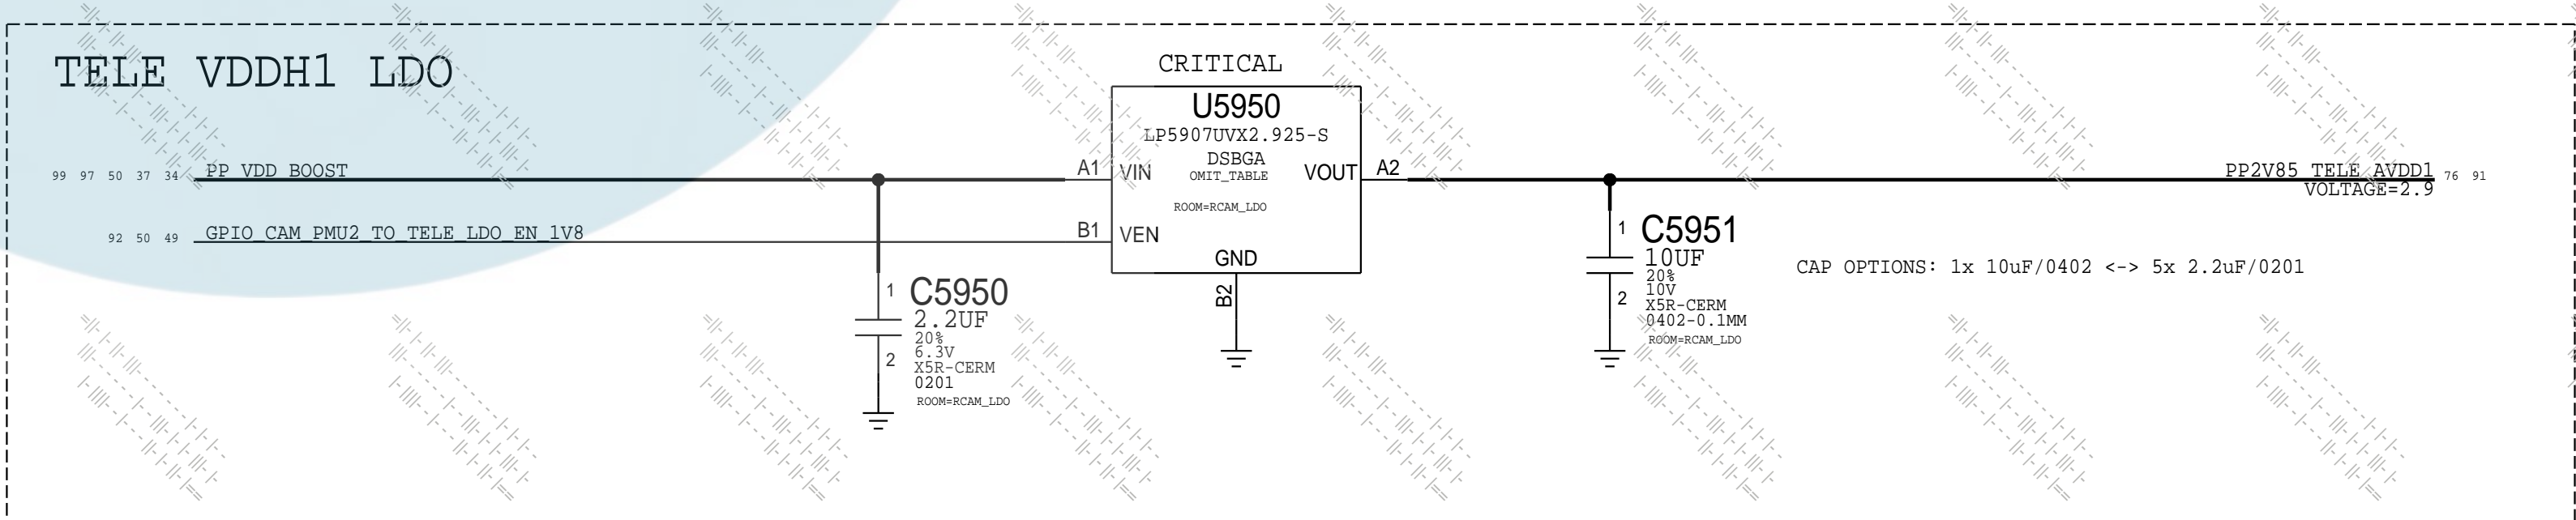 TELE VDDH1 LDO
CRITICAL
U5950
LP5907UVX2.925-S
DSBGA
OMIT_TABLE
ROOM=RCAM_LDO
99 97 50 37 34 PP_VDD_BOOST A1 VIN VOUT A2 PP2V85_TELE_AVDD1 76 91
VOLTAGE=2.9
92 50 49 GPIO_CAM_PMU2_TO_TELE_LDO_EN_1V8 B1 VEN
GND
B2
1 C5950
2.2UF
20%
6.3V
2 X5R-CERM
0201
ROOM=RCAM_LDO
1 C5951
10UF
20%
10V
2 X5R-CERM
0402-0.1MM
ROOM=RCAM_LDO
CAP OPTIONS: 1x 10uF/0402 <-> 5x 2.2uF/0201